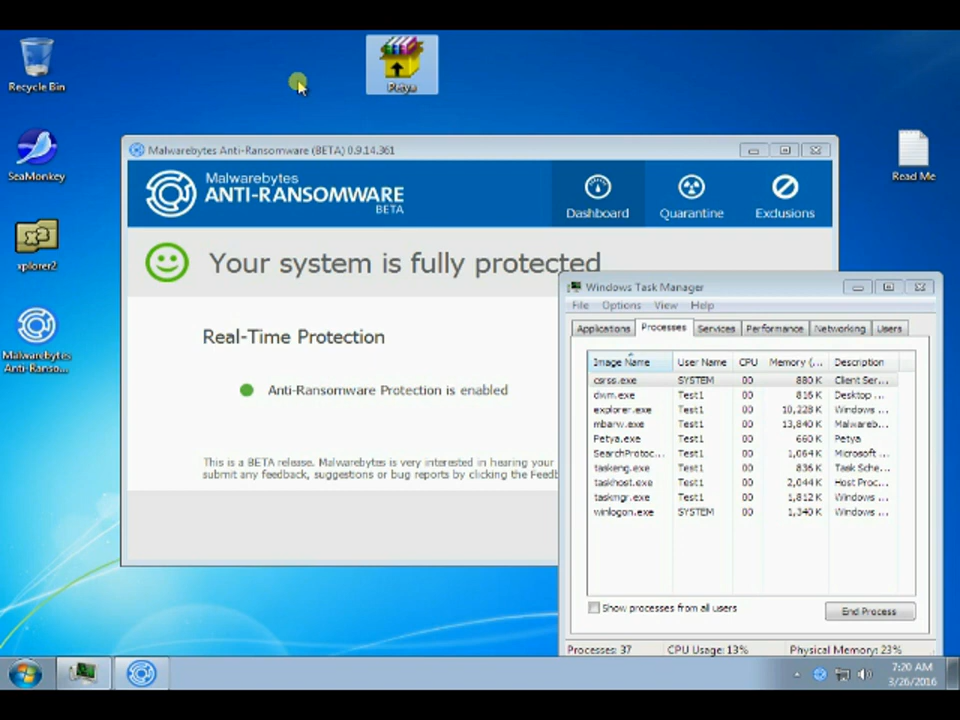 Recycle Bin
Petya
SeaMonkey
Read Me
xplorer2
Malwarebytes
Anti-Ranso...
Malwarebytes Anti-Ransomware (BETA) 0.9.14.361
Malwarebytes
ANTI-RANSOMWARE
BETA
Dashboard
Quarantine
Exclusions
Your system is fully protected
Real-Time Protection
Anti-Ransomware Protection is enabled
This is a BETA release. Malwarebytes is very interested in hearing your
submit any feedback, suggestions or bug reports by clicking the Feedb
Windows Task Manager
File Options View Help
Applications Processes Services Performance Networking Users
Image Name User Name CPU Memory (... Description
csrss.exe SYSTEM 00 880 K Client Ser...
dwm.exe Test1 00 816 K Desktop ...
explorer.exe Test1 00 10,228 K Windows ...
mbarw.exe Test1 00 13,840 K Malwareb...
Petya.exe Test1 00 660 K Petya
SearchProtoc... Test1 00 1,064 K Microsoft ...
taskeng.exe Test1 00 836 K Task Sche...
taskhost.exe Test1 00 2,044 K Host Proc...
taskmgr.exe Test1 00 1,812 K Windows ...
winlogon.exe SYSTEM 00 1,340 K Windows ...
Show processes from all users
End Process
Processes: 37 CPU Usage: 13% Physical Memory: 23%
7:20 AM
3/26/2016